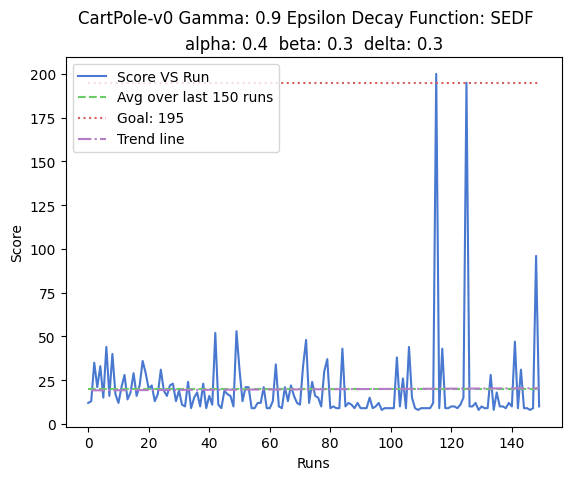 CartPole-v0 Gamma: 0.9 Epsilon Decay Function: SEDF
alpha: 0.4 beta: 0.3 delta: 0.3
Score VS Run
Avg over last 150 runs
Goal: 195
Trend line
200
175
150
125
100
75
50
25
0
Score
0 20 40 60 80 100 120 140
Runs